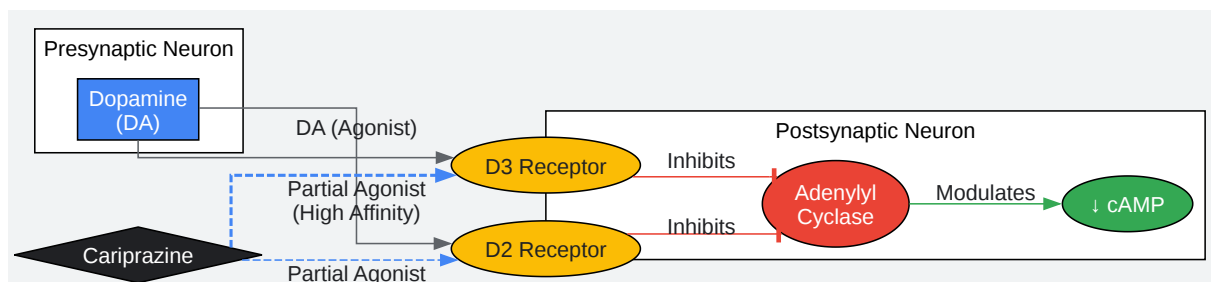 Presynaptic Neuron
Dopamine
(DA)
DA (Agonist)
Postsynaptic Neuron
D3 Receptor
Inhibits
Partial Agonist
(High Affinity)
Adenylyl
Cyclase
Modulates
↓ cAMP
Inhibits
D2 Receptor
Cariprazine
Partial Agonist